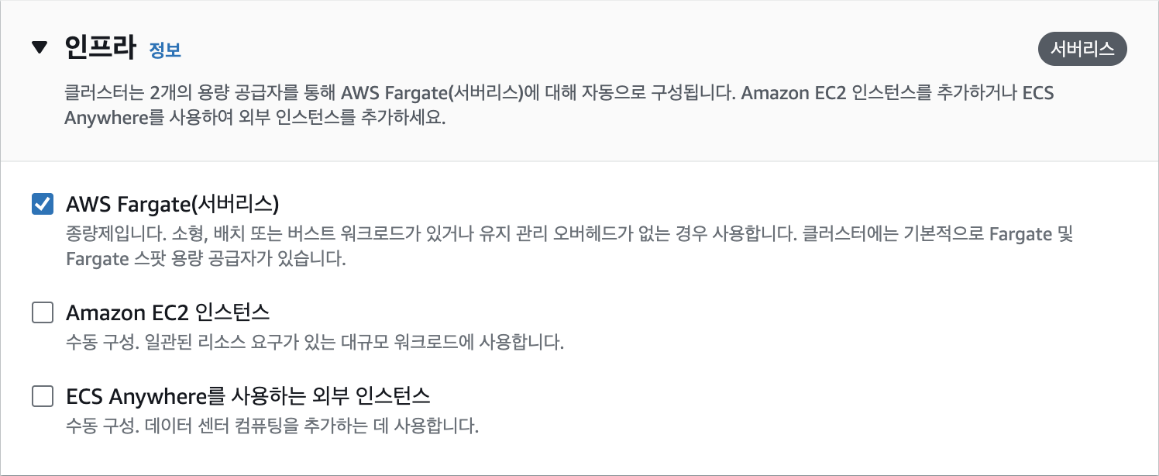 인프라 정보
서버리스
클러스터는 2개의 용량 공급자를 통해 AWS Fargate(서버리스)에 대해 자동으로 구성됩니다. Amazon EC2 인스턴스를 추가하거나 ECS
Anywhere를 사용하여 외부 인스턴스를 추가하세요.
AWS Fargate(서버리스)
종량제입니다. 소형, 배치 또는 버스트 워크로드가 있거나 유지 관리 오버헤드가 없는 경우 사용합니다. 클러스터에는 기본적으로 Fargate 및
Fargate 스팟 용량 공급자가 있습니다.
Amazon EC2 인스턴스
수동 구성. 일관된 리소스 요구가 있는 대규모 워크로드에 사용합니다.
ECS Anywhere를 사용하는 외부 인스턴스
수동 구성. 데이터 센터 컴퓨팅을 추가하는 데 사용합니다.